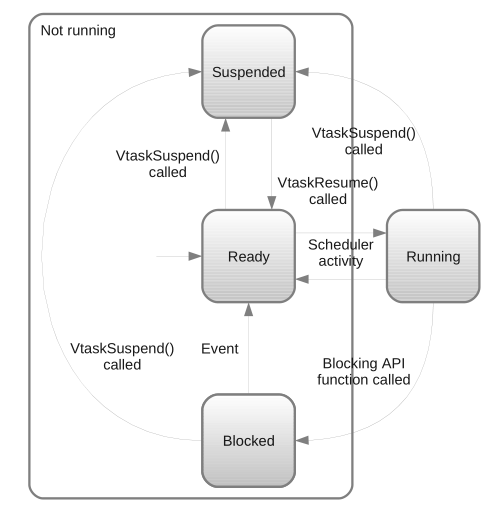 Not running
Suspended
VtaskSuspend()
called
VtaskSuspend()
called
VtaskResume()
called
Ready
Scheduler
activity
Running
VtaskSuspend()
called
Event
Blocking API
function called
Blocked